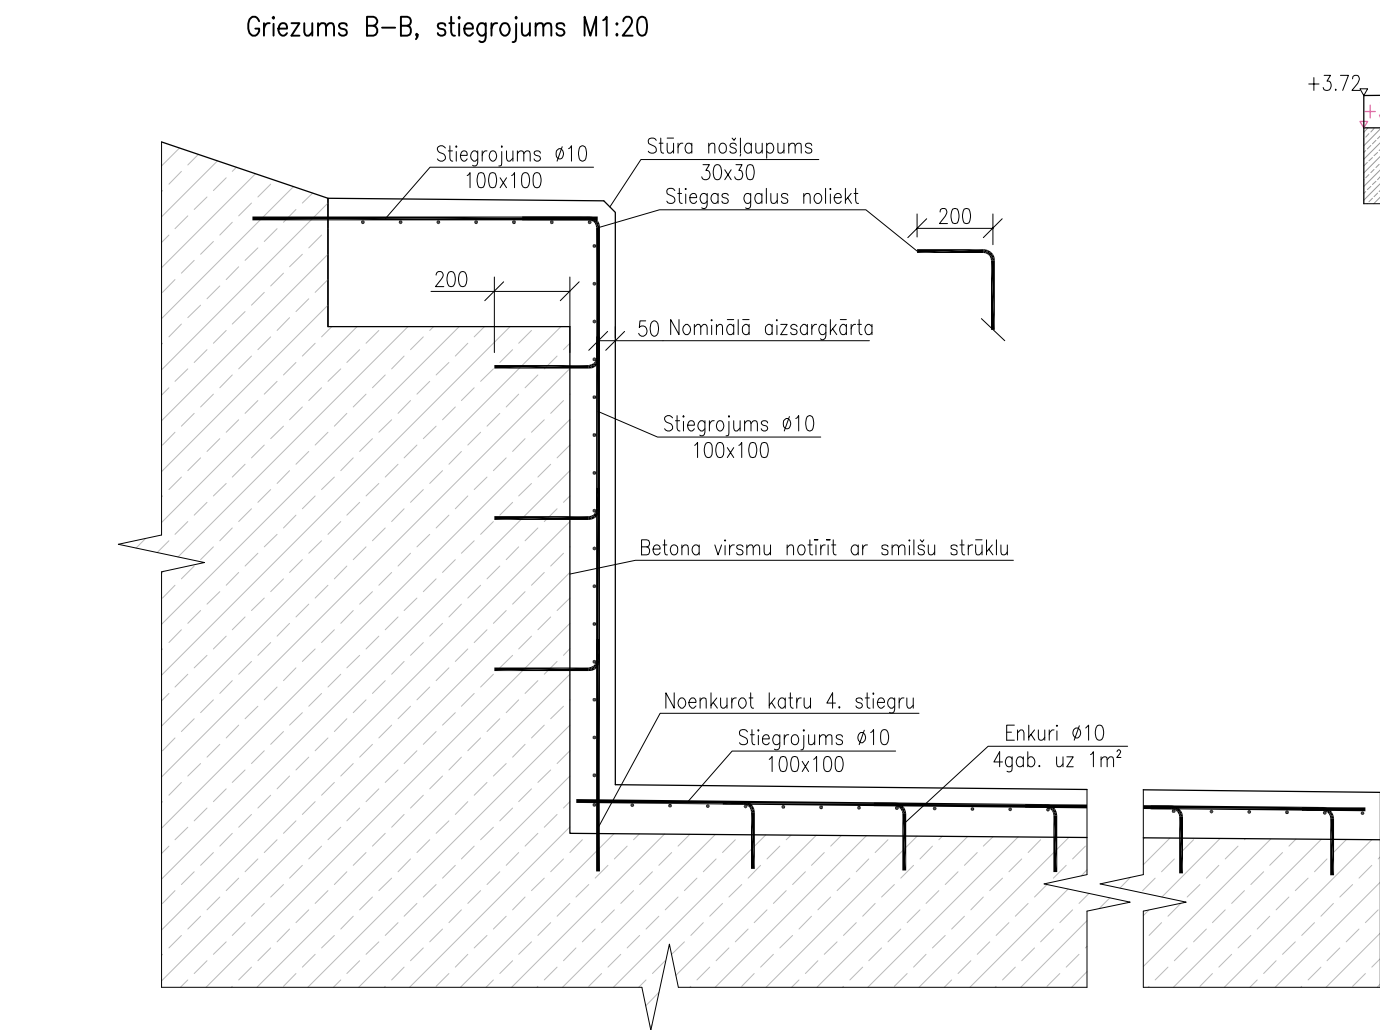 Griezums B–B, stiegrojums M1:20
+3.72
Stiegrojums ø10
100x100
Stūra nošļaupums
30x30
Stiegas galus noliekt
200
200
50 Nominālā aizsargkārta
Stiegrojums ø10
100x100
Betona virsmu notīrīt ar smilšu strūklu
Noenkurot katru 4. stiegru
Stiegrojums ø10
100x100
Enkuri ø10
4gab. uz 1m²